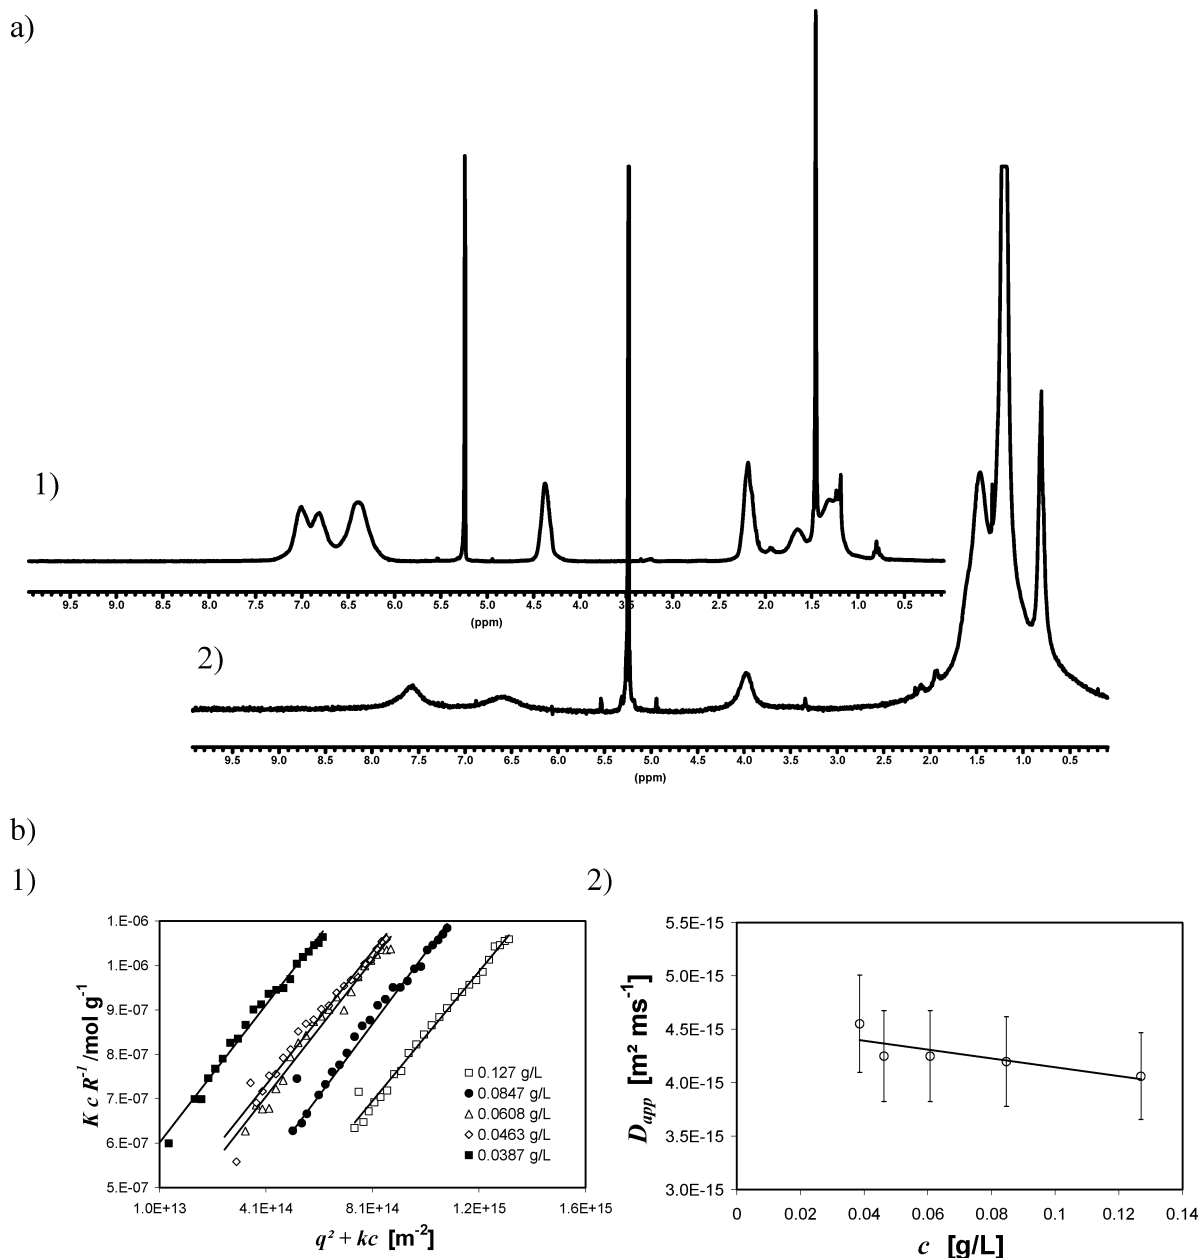 a)
1)
9.5 9.0 8.5 8.0 7.5 7.0 6.5 6.0 5.5 5.0 4.5 4.0 3.5 3.0 2.5 2.0 1.5 1.0 0.5
(ppm)
2)
9.5 9.0 8.5 8.0 7.5 7.0 6.5 6.0 5.5 5.0 4.5 4.0 3.5 3.0 2.5 2.0 1.5 1.0 0.5
(ppm)
b)
1)
K c R⁻¹/mol g⁻¹
1.E-06
1.E-06
9.E-07
8.E-07
7.E-07
6.E-07
5.E-07
0.127 g/L
0.0847 g/L
0.0608 g/L
0.0463 g/L
0.0387 g/L
1.0E+13 4.1E+14 8.1E+14 1.2E+15 1.6E+15
q² + kc [m⁻²]
2)
D_app [m² ms⁻¹]
5.5E-15
5.0E-15
4.5E-15
4.0E-15
3.5E-15
3.0E-15
0 0.02 0.04 0.06 0.08 0.1 0.12 0.14
c [g/L]